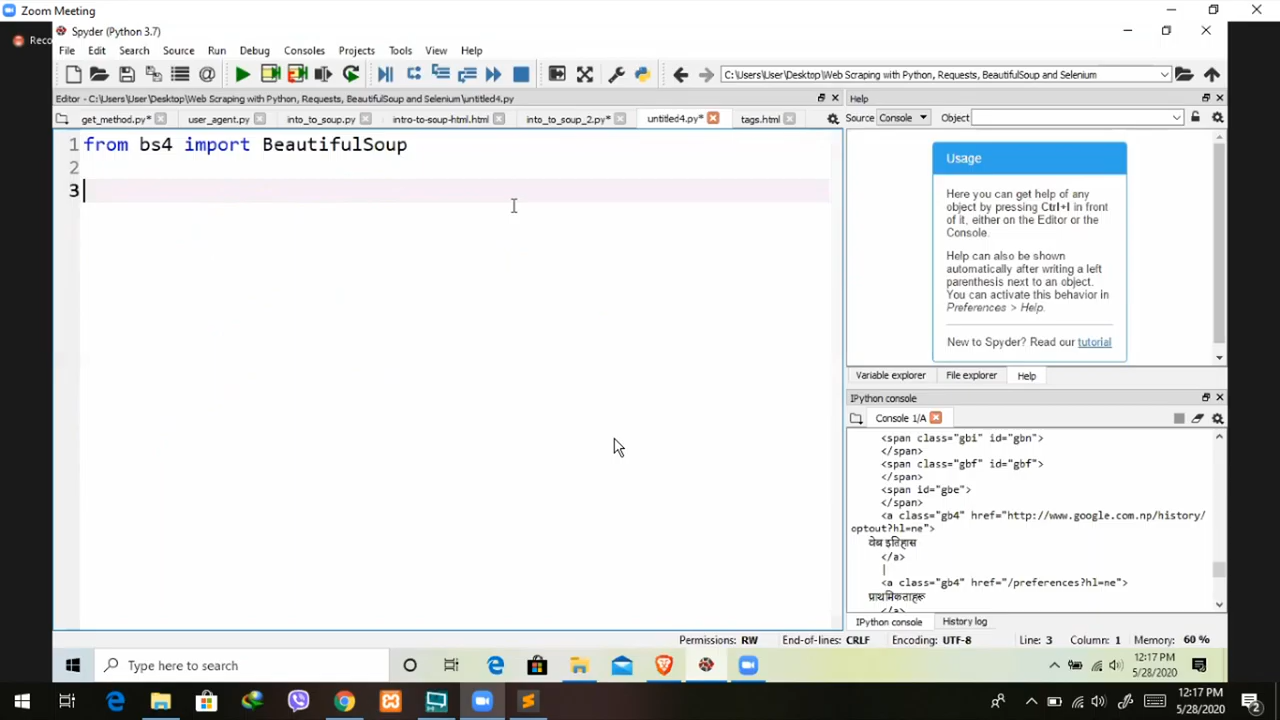 Zoom Meeting
Reco
Spyder (Python 3.7)
File Edit Search Source Run Debug Consoles Projects Tools View Help
C:\Users\User\Desktop\Web Scraping with Python, Requests, BeautifulSoup and Selenium
Editor - C:\Users\User\Desktop\Web Scraping with Python, Requests, BeautifulSoup and Selenium\untitled4.py
Help
get_method.py* user_agent.py into_to_soup.py intro-to-soup-html.html into_to_soup_2.py* untitled4.py* tags.html
Source Console Object
1 from bs4 import BeautifulSoup
2
3
Usage
Here you can get help of any
object by pressing Ctrl+I in front
of it, either on the Editor or the
Console.
Help can also be shown
automatically after writing a left
parenthesis next to an object.
You can activate this behavior in
Preferences > Help.
New to Spyder? Read our tutorial
Variable explorer File explorer Help
IPython console
Console 1/A
<span class="gbi" id="gbn">
</span>
<span class="gbf" id="gbf">
</span>
<span id="gbe">
</span>
<a class="gb4" href="http://www.google.com.np/history/
optout?hl=ne">
वेब इतिहास
</a>
|
<a class="gb4" href="/preferences?hl=ne">
प्राथमिकताहरू
</a>
IPython console History log
Permissions: RW End-of-lines: CRLF Encoding: UTF-8 Line: 3 Column: 1 Memory: 60 %
Type here to search
12:17 PM
5/28/2020
12:17 PM
5/28/2020
2